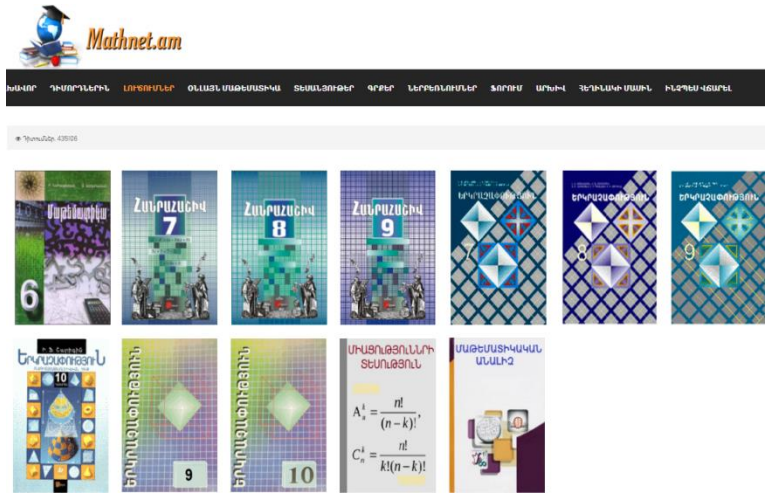 Mathnet.am
ԽԱՎՈՐ ԴԻՄՈՐԴՆԵՐԻՆ ԼՈՒԾՈՒՄՆԵՐ ՕՆԼԱՅՆ ՄԱԹԵՄԱՏԻԿԱ ՏԵՍԱՆՅՈՒԹԵՐ ԳՐՔԵՐ ՆԵՐԲԵՌՆՈՒՄՆԵՐ ՖՈՐՈՒՄ ԱՐԽԻՎ ՀԵՂԻՆԱԿԻ ՄԱՍԻՆ ԻՆՉՊԵՍ ՎՃԱՐԵԼ
Դիտումներ.
Մաթեմատիկա
6
ՀԱՆՐԱՀԱՇԻՎ
7
ՀԱՆՐԱՀԱՇԻՎ
8
ՀԱՆՐԱՀԱՇԻՎ
9
ԵՐԿՐԱՉԱՓՈՒԹՅՈՒՆ
7
ԵՐԿՐԱՉԱՓՈՒԹՅՈՒՆ
8
ԵՐԿՐԱՉԱՓՈՒԹՅՈՒՆ
9
ԵՐԿՐԱՉԱՓՈՒԹՅՈՒՆ
10
ԵՐԿՐԱՉԱՓՈՒԹՅՈՒՆ
9
ԵՐԿՐԱՉԱՓՈՒԹՅՈՒՆ
10
ՄԻԱՑՈՒԹՅՈՒՆՆԵՐԻ
ՏԵՍՈՒԹՅՈՒՆ
A_n^k = n!/(n−k)!,
C_n^k = n!/k!(n−k)!
ՄԱԹԵՄԱՏԻԿԱԿԱՆ
ԱՆԱԼԻԶ